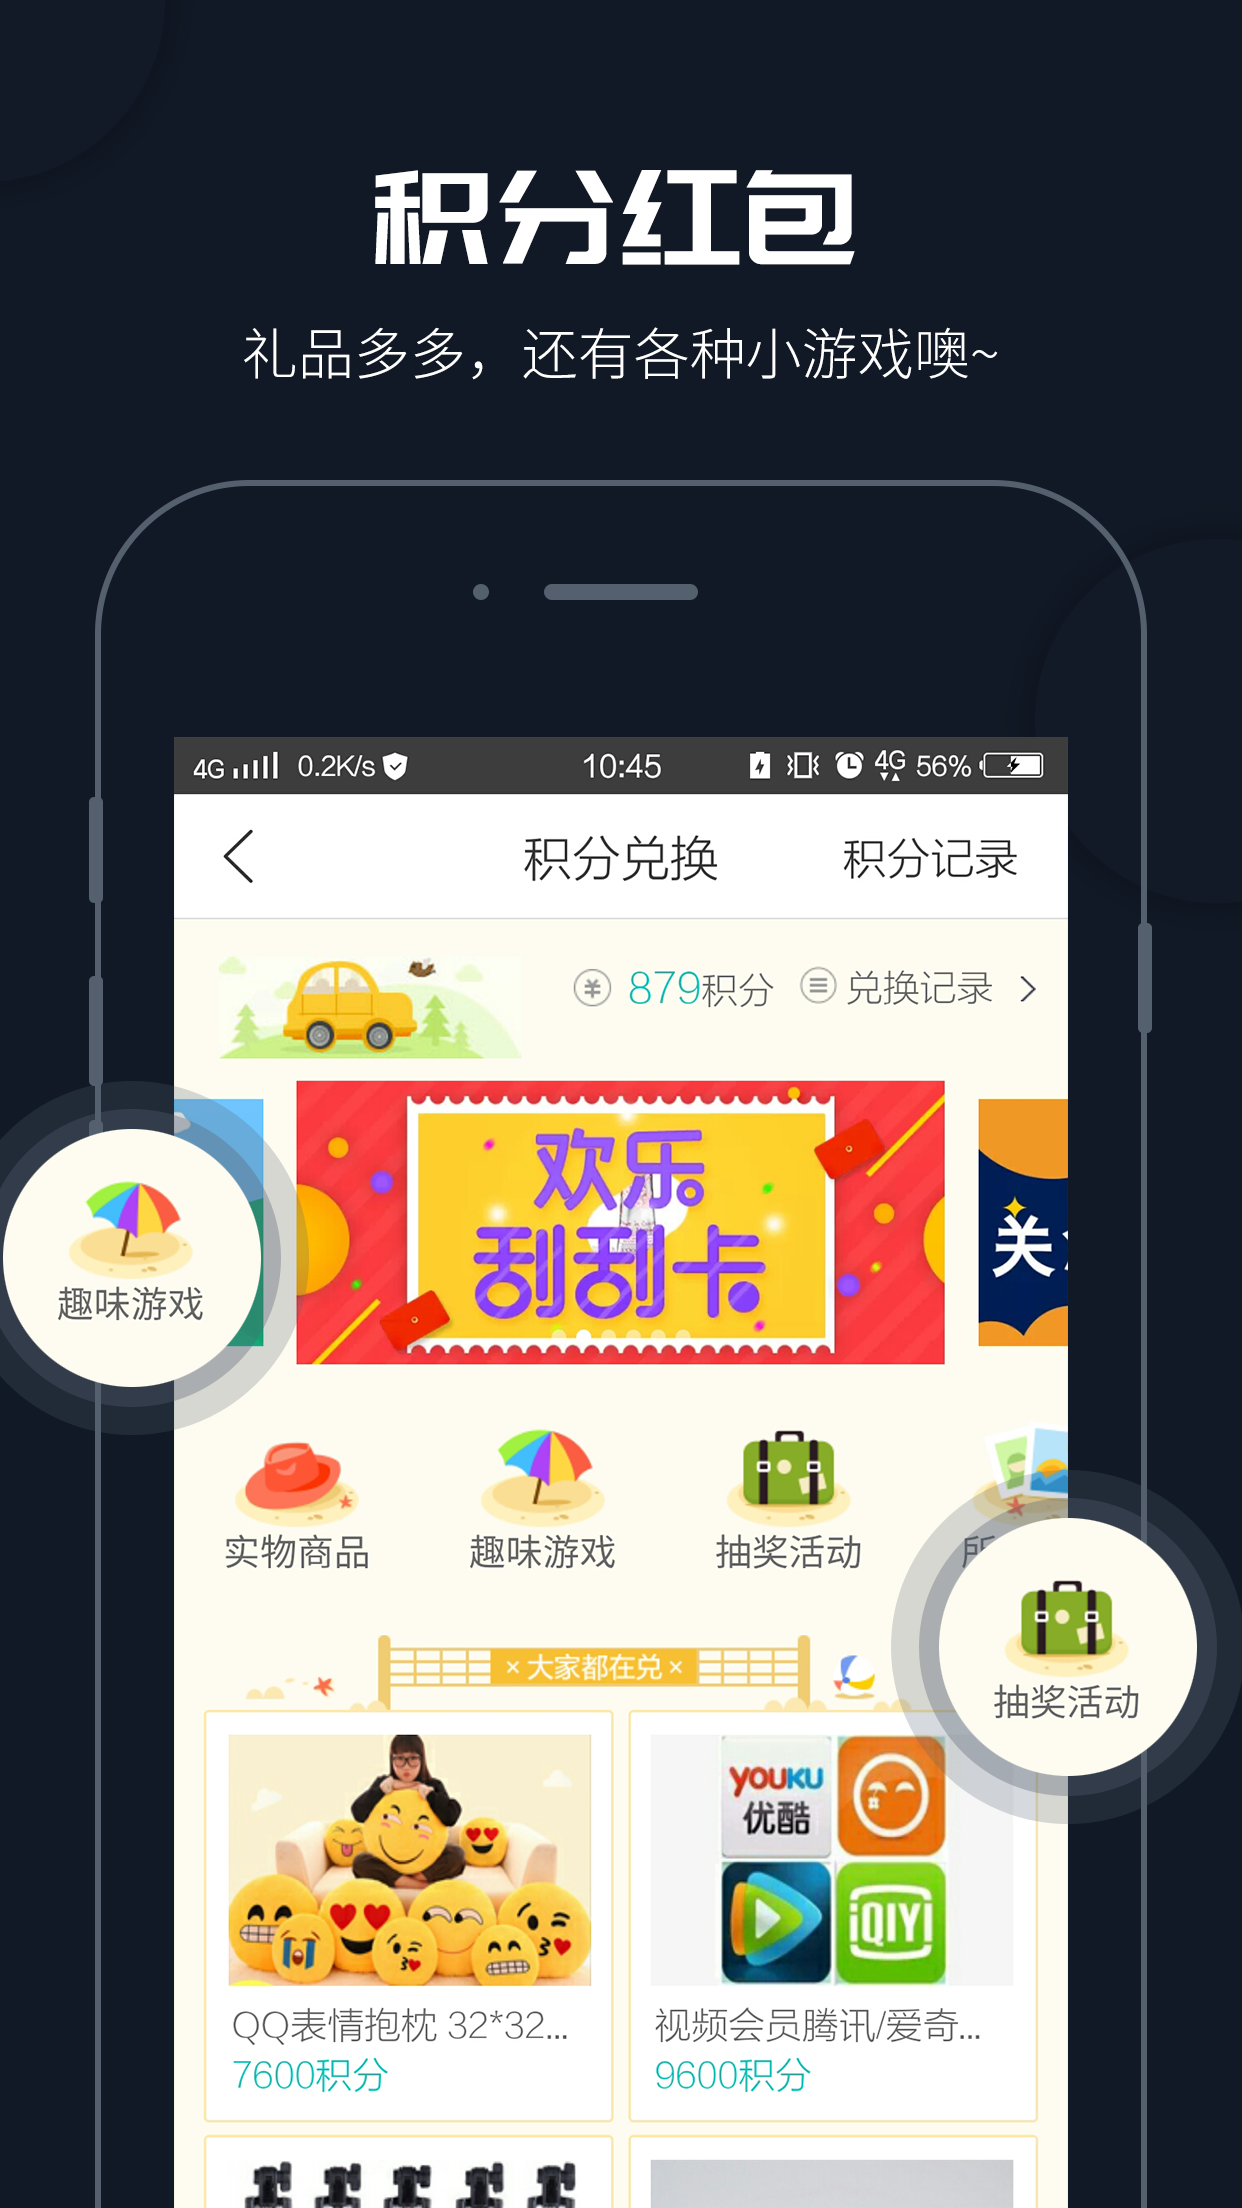 积分红包
礼品多多，还有各种小游戏噢~
4G 0.2K/s 10:45 4G 56%
积分兑换 积分记录
879积分 兑换记录
欢乐
刮刮卡
关
趣味游戏
实物商品 趣味游戏 抽奖活动 所
×大家都在兑×
抽奖活动
YOUKU
优酷
iQIYI
QQ表情抱枕 32*32... 视频会员腾讯/爱奇...
7600积分 9600积分